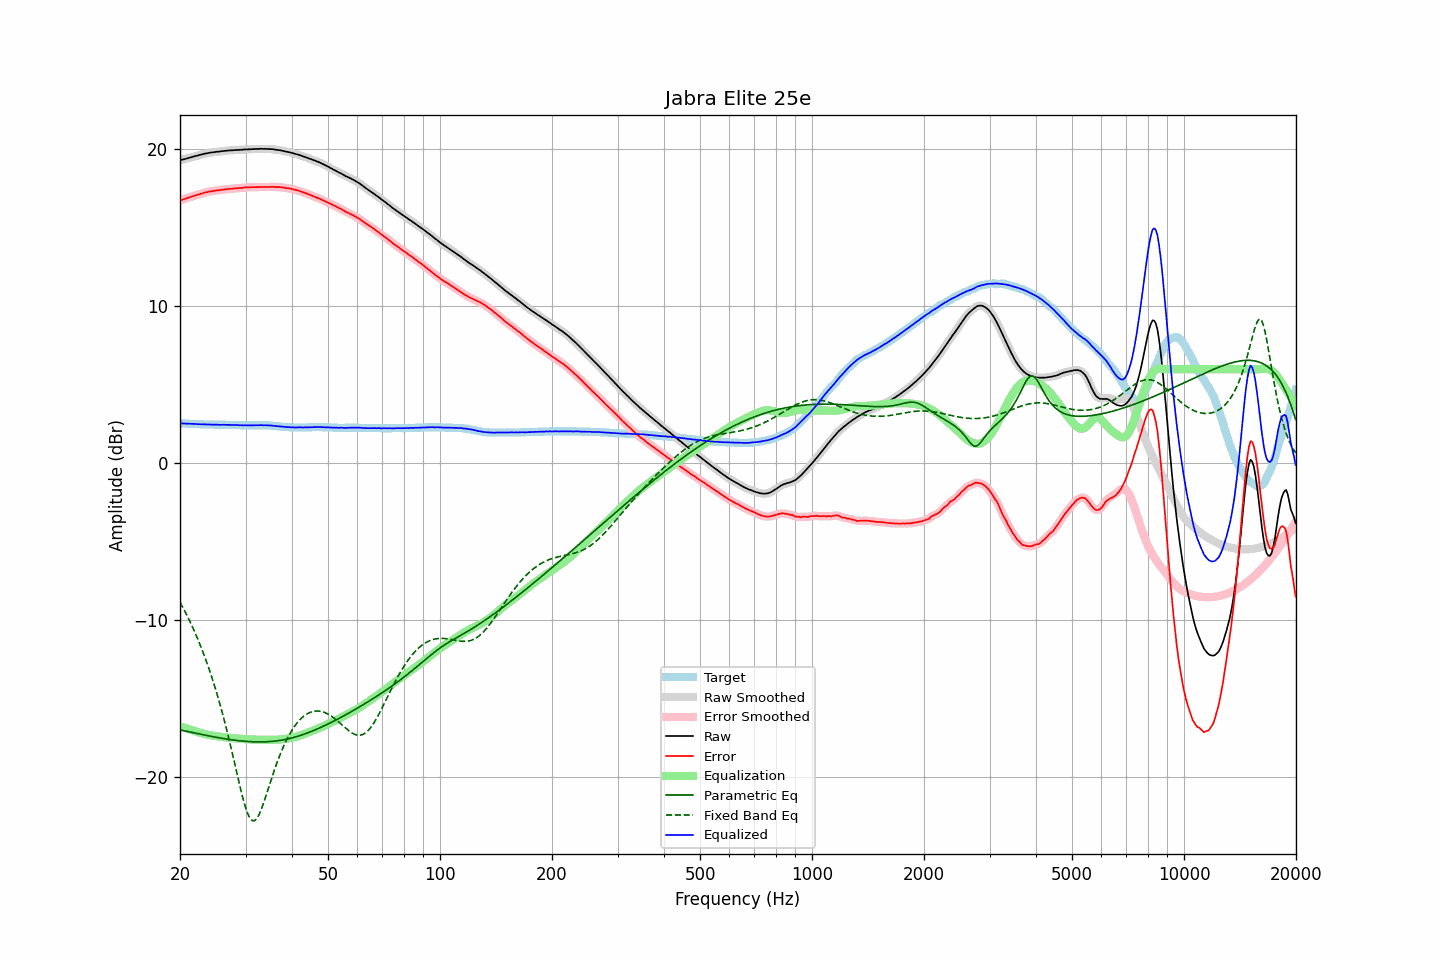 Jabra Elite 25e
Amplitude (dBr)
20
10
0
−10
−20
Target
Raw Smoothed
Error Smoothed
Raw
Error
Equalization
Parametric Eq
Fixed Band Eq
Equalized
20 50 100 200 500 1000 2000 5000 10000 20000
Frequency (Hz)